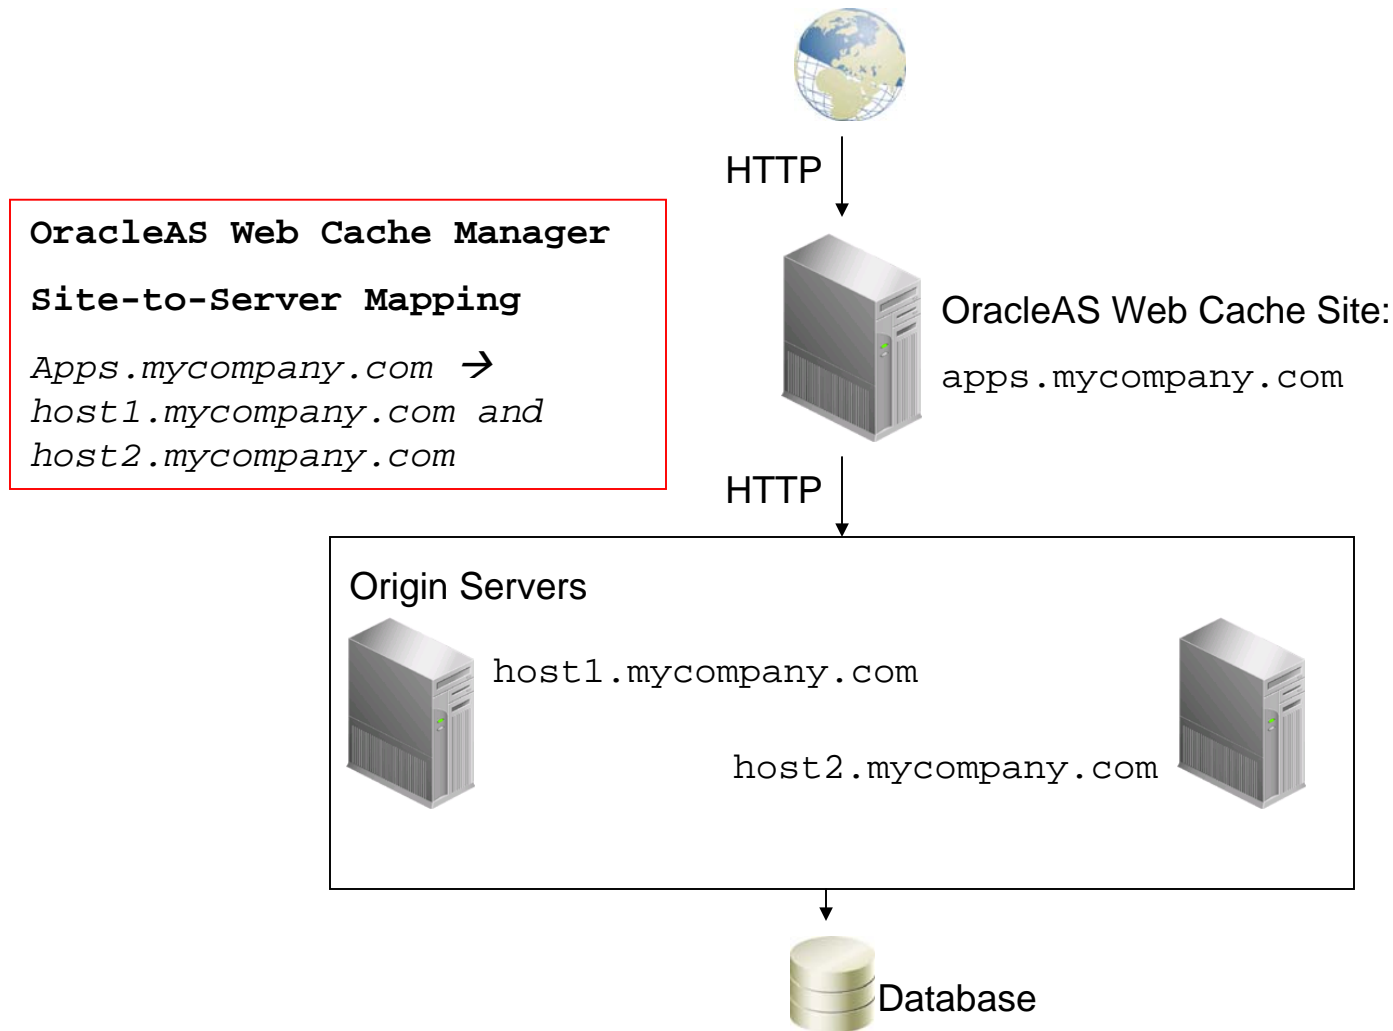 HTTP
OracleAS Web Cache Manager
Site-to-Server Mapping
Apps.mycompany.com →
host1.mycompany.com and
host2.mycompany.com
OracleAS Web Cache Site:
apps.mycompany.com
HTTP
Origin Servers
host1.mycompany.com
host2.mycompany.com
Database